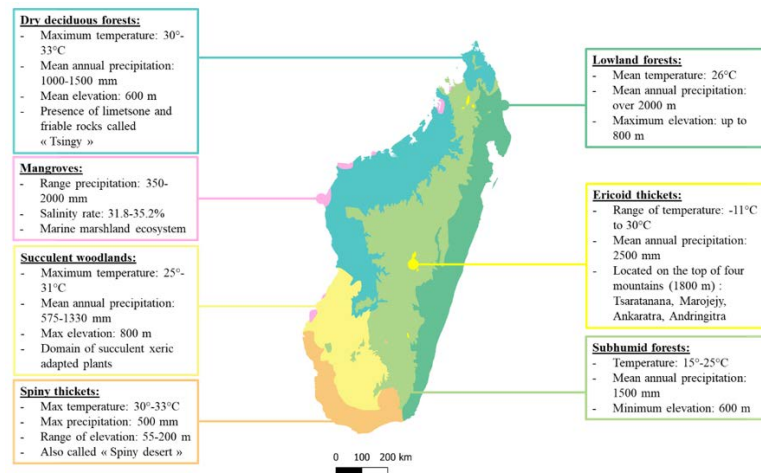 Dry deciduous forests:
- Maximum temperature: 30°-
33°C
- Mean annual precipitation:
1000-1500 mm
- Mean elevation: 600 m
- Presence of limetsone and
friable rocks called
« Tsingy »
Mangroves:
- Range precipitation: 350-
2000 mm
- Salinity rate: 31.8-35.2%
- Marine marshland ecosystem
Succulent woodlands:
- Maximum temperature: 25°-
31°C
- Mean annual precipitation:
575-1330 mm
- Max elevation: 800 m
- Domain of succulent xeric
adapted plants
Spiny thickets:
- Max temperature: 30°-33°C
- Max precipitation: 500 mm
- Range of elevation: 55-200 m
- Also called « Spiny desert »
Lowland forests:
- Mean temperature: 26°C
- Mean annual precipitation:
over 2000 m
- Maximum elevation: up to
800 m
Ericoid thickets:
- Range of temperature: -11°C
to 30°C
- Mean annual precipitation:
2500 mm
- Located on the top of four
mountains (1800 m) :
Tsaratanana, Marojejy,
Ankaratra, Andringitra
Subhumid forests:
- Temperature: 15°-25°C
- Mean annual precipitation:
1500 mm
- Minimum elevation: 600 m
0 100 200 km